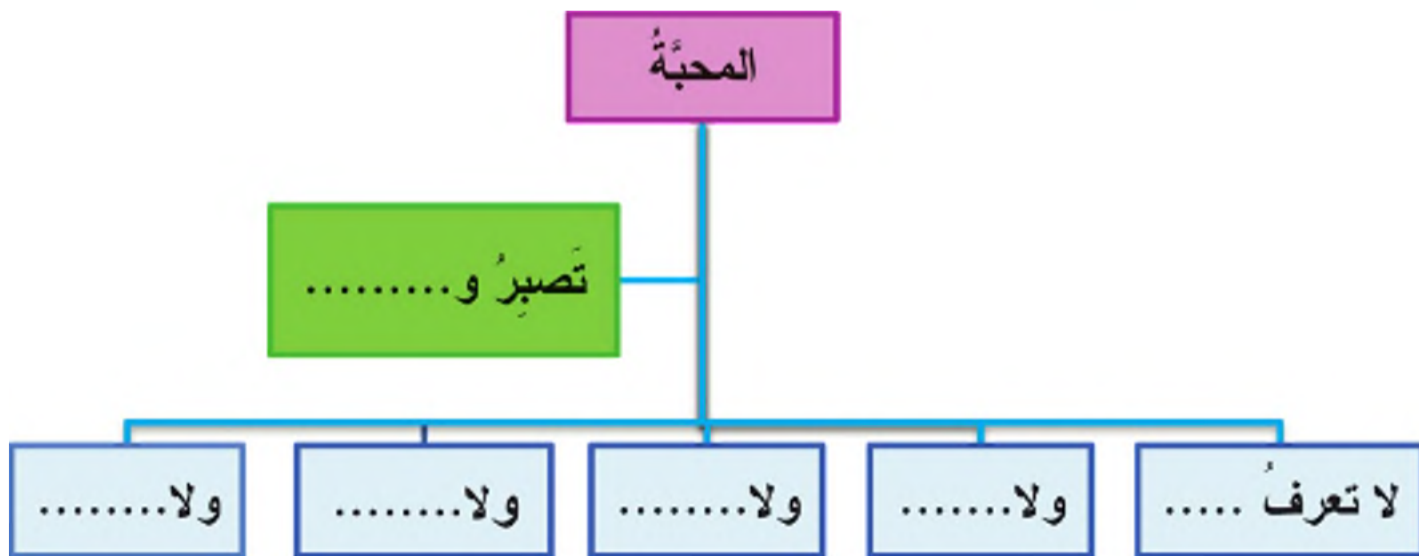 المحبَّةُ
تَصبِرُ و.........
لا تعرفُ .....
ولا.......
ولا........
ولا........
ولا........